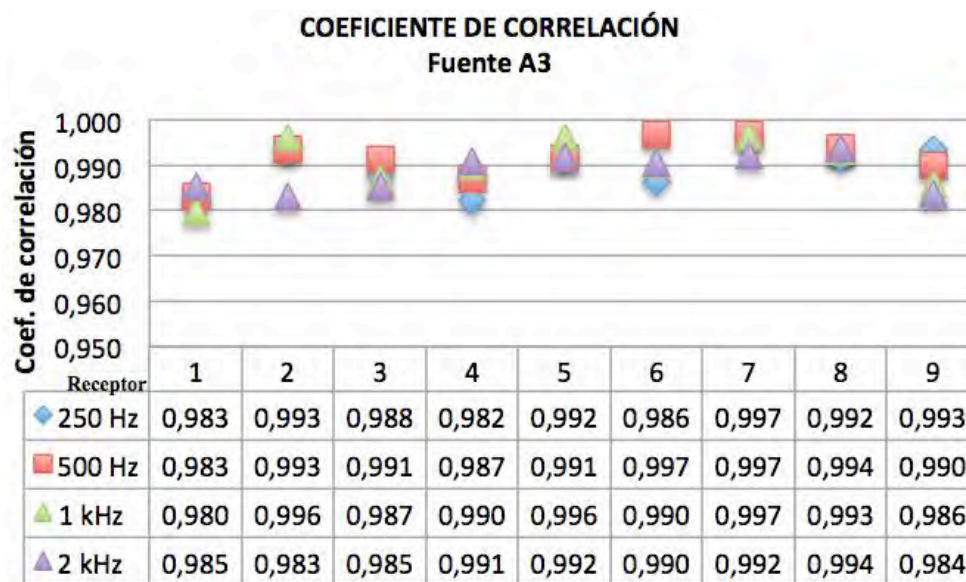 COEFICIENTE DE CORRELACIÓN
Fuente A3
Coef. de correlación
1,000
0,990
0,980
0,970
0,960
0,950
Receptor 1 2 3 4 5 6 7 8 9
250 Hz 0,983 0,993 0,988 0,982 0,992 0,986 0,997 0,992 0,993
500 Hz 0,983 0,993 0,991 0,987 0,991 0,997 0,997 0,994 0,990
1 kHz 0,980 0,996 0,987 0,990 0,996 0,990 0,997 0,993 0,986
2 kHz 0,985 0,983 0,985 0,991 0,992 0,990 0,992 0,994 0,984